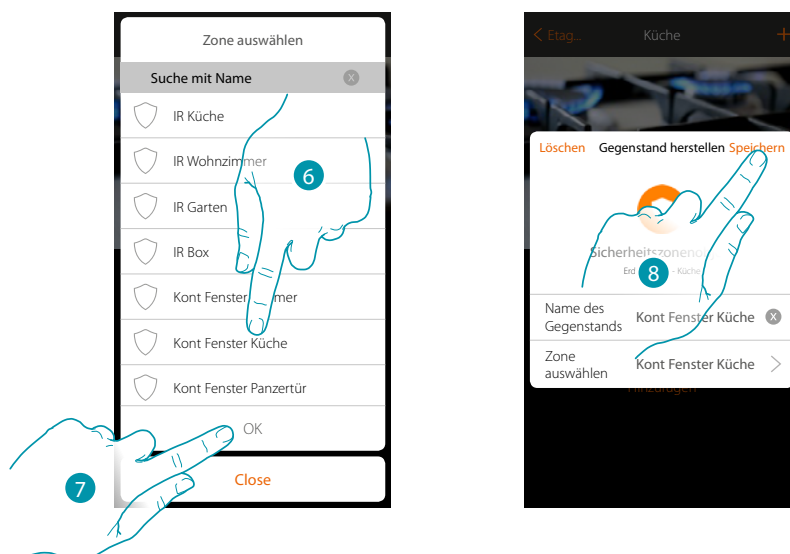 Zone auswählen
Suche mit Name
X
IR Küche
IR Wohnzimmer
6
IR Garten
IR Box
Kont Fenster mer
Kont Fenster Küche
Kont Fenster Panzertür
OK
Close
7
< Etag... Küche +
Löschen Gegenstand herstellen Speichern
Sicherheitszoneno
Erd - Küche
8
Name des
Gegenstands
Kont Fenster Küche X
Zone
auswählen
Kont Fenster Küche >
Hinzufügen